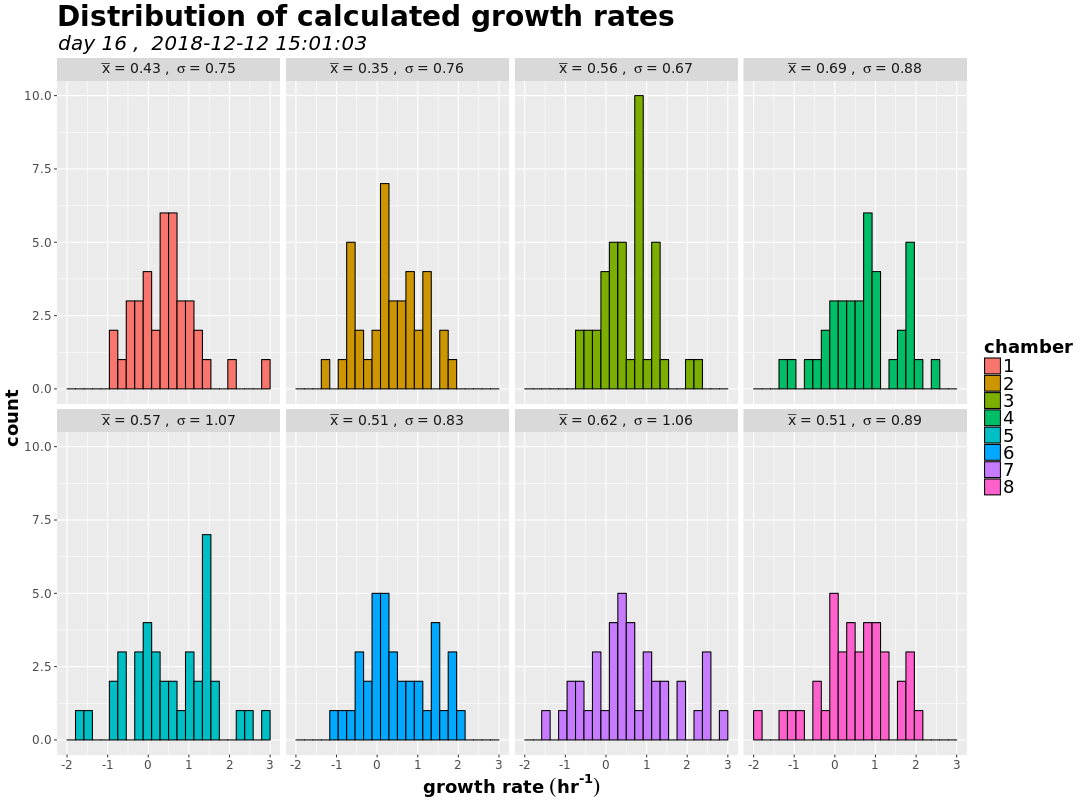 Distribution of calculated growth rates
day 16 , 2018-12-12 15:01:03
x̅ = 0.43 , σ = 0.75
x̅ = 0.35 , σ = 0.76
x̅ = 0.56 , σ = 0.67
x̅ = 0.69 , σ = 0.88
10.0
7.5
5.0
2.5
0.0
x̅ = 0.57 , σ = 1.07
x̅ = 0.51 , σ = 0.83
x̅ = 0.62 , σ = 1.06
x̅ = 0.51 , σ = 0.89
10.0
7.5
5.0
2.5
0.0
-2 -1 0 1 2 3
-2 -1 0 1 2 3
-2 -1 0 1 2 3
-2 -1 0 1 2 3
count
growth rate (hr⁻¹)
chamber
1
2
3
4
5
6
7
8